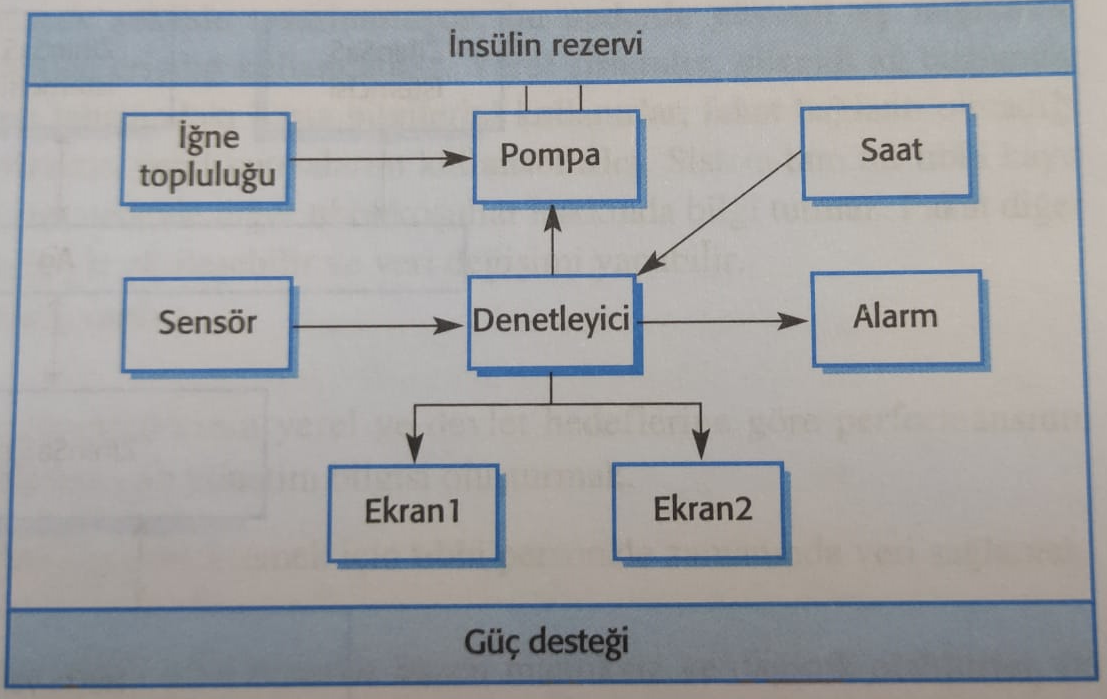 İnsülin rezervi
İğne
topluluğu
Pompa
Saat
Sensör
Denetleyici
Alarm
Ekran1
Ekran2
Güç desteği